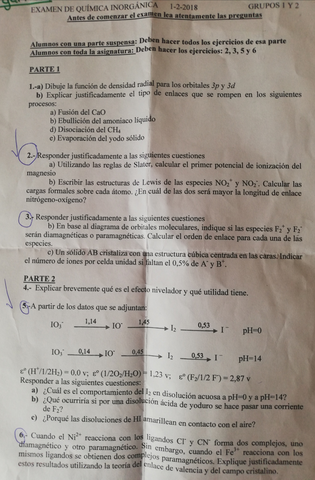 EXAMEN DE QUÍMICA INORGÁNICA 1-2-2018 GRUPOS 1 Y 2
Antes de comenzar el examen lea atentamente las preguntas
Alumnos con una parte suspensa: Deben hacer todos los ejercicios de esa parte
Alumnos con toda la asignatura: Deben hacer los ejercicios: 2, 3, 5 y 6
PARTE 1
1.-a) Dibuje la función de densidad radial para los orbitales 3p y 3d
b) Explicar justificadamente el tipo de enlaces que se rompen en los siguientes
procesos:
a) Fusión del CaO
b) Ebullición del amoniaco líquido
d) Disociación del CH₄
e) Evaporación del yodo sólido
2.- Responder justificadamente a las siguientes cuestiones
a) Utilizando las reglas de Slater, calcular el primer potencial de ionización del
magnesio
b) Escribir las estructuras de Lewis de las especies NO₂⁺ y NO₂⁻. Calcular las
cargas formales sobre cada átomo. ¿En cuál de las dos será mayor la longitud de enlace
nitrógeno-oxígeno?
3.- Responder justificadamente a las siguientes cuestiones
b) En base al diagrama de orbitales moleculares, indique si las especies F₂⁺ y F₂⁻
serán diamagnéticas o paramagnéticas. Calcular el orden de enlace para cada una de las
especies.
c) Un sólido AB cristaliza con una estructura cúbica centrada en las caras. Indicar
el número de iones por celda unidad si faltan el 0,5% de A⁺ y B⁻.
PARTE 2
4.- Explicar brevemente qué es el efecto nivelador y qué utilidad tiene.
5.- A partir de los datos que se adjuntan:
IO₃⁻ 1,14 IO⁻ 1,45 I₂ 0,53 I⁻ pH=0
IO₃⁻ 0,14 IO⁻ 0,45 I₂ 0,53 I⁻ pH=14
ε⁰ (H⁺/1/2H₂) = 0.0 v; ε⁰ (1/2O₂/H₂O) = 1,23 v; ε⁰ (F₂/1/2 F⁻) = 2,87 v
Responder a las siguientes cuestiones:
a) ¿Cuál es el comportamiento del I₂ en disolución acuosa a pH=0 y a pH=14?
b) ¿Qué ocurriría si por una disolución ácida de yoduro se hace pasar una corriente
de F₂?
c) ¿Porqué las disoluciones de HI amarillean en contacto con el aire?
6.- Cuando el Ni²⁺ reacciona con los ligandos Cl⁻ y CN⁻ forma dos complejos, uno
diamagnético y otro paramagnético. Sin embargo, cuando el Fe³⁺ reacciona con los
mismos ligandos se obtienen dos complejos paramagnéticos. Explique justificadamente
estos resultados utilizando la teoría del enlace de valencia y del campo cristalino.